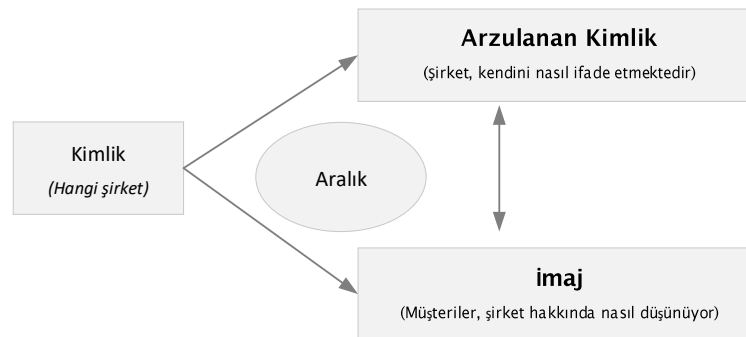 Arzulanan Kimlik
(Şirket, kendini nasıl ifade etmektedir)
Kimlik
(Hangi şirket)
Aralık
İmaj
(Müşteriler, şirket hakkında nasıl düşünüyor)